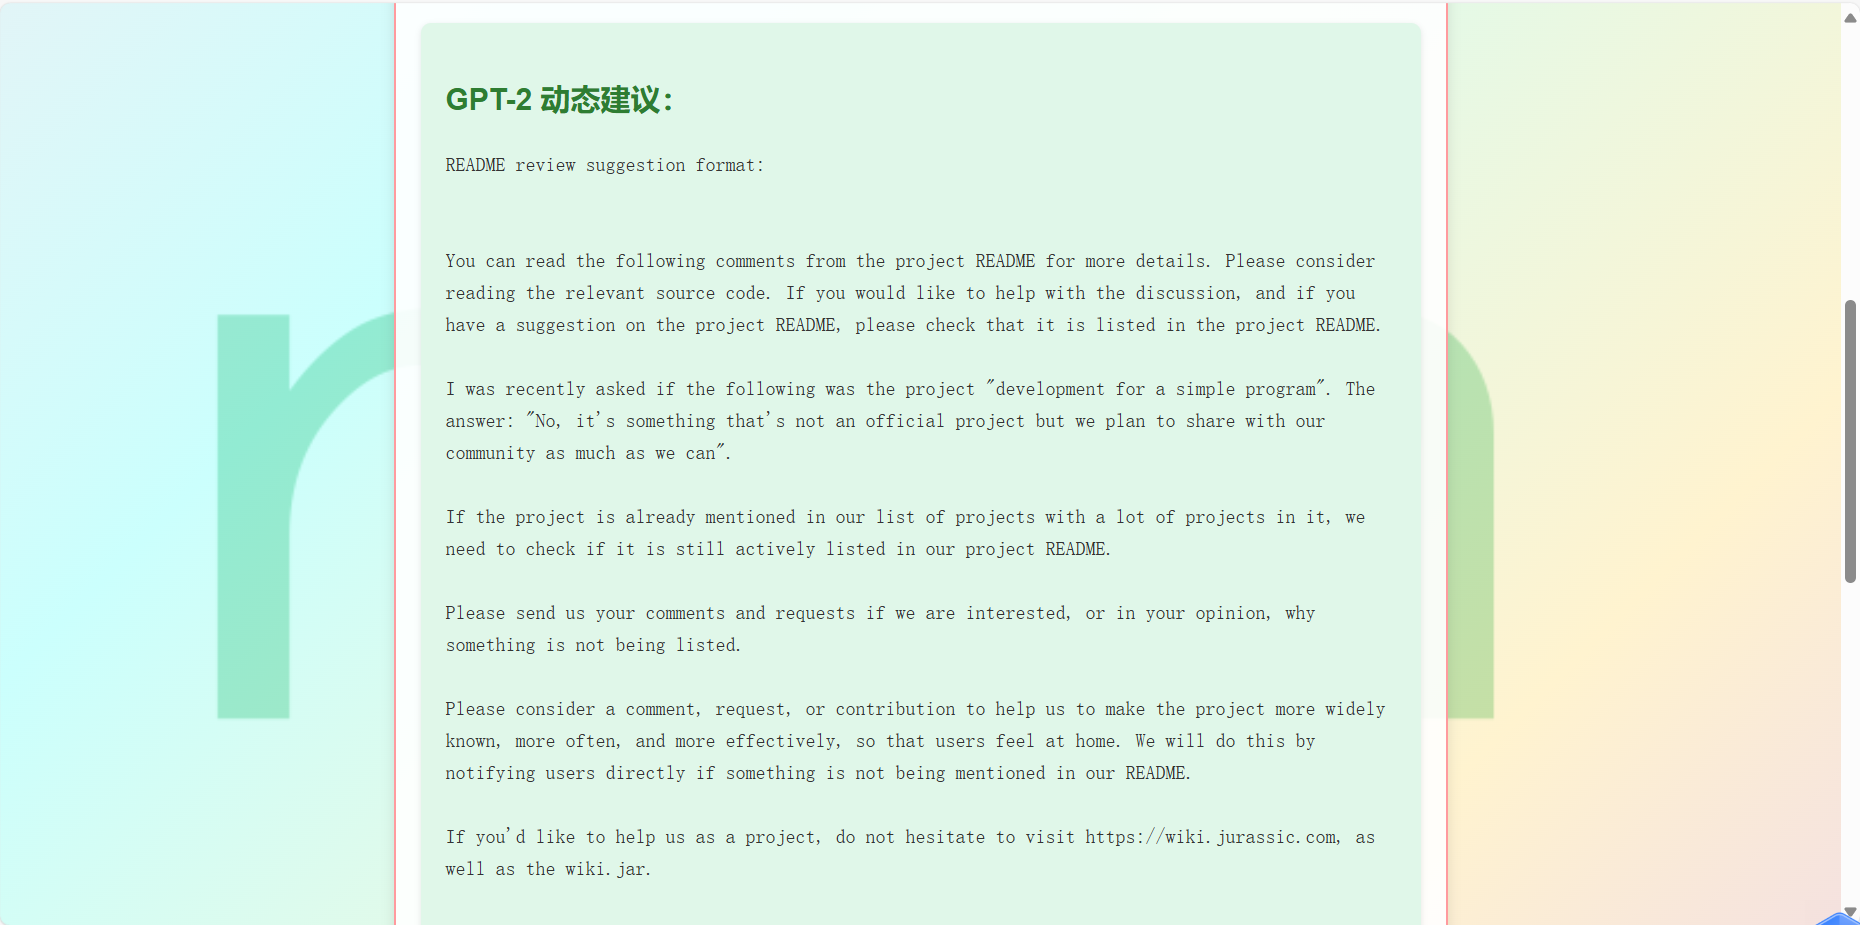 GPT-2 动态建议：
README review suggestion format:
You can read the following comments from the project README for more details. Please consider
reading the relevant source code. If you would like to help with the discussion, and if you
have a suggestion on the project README, please check that it is listed in the project README.
I was recently asked if the following was the project "development for a simple program". The
answer: "No, it's something that's not an official project but we plan to share with our
community as much as we can".
If the project is already mentioned in our list of projects with a lot of projects in it, we
need to check if it is still actively listed in our project README.
Please send us your comments and requests if we are interested, or in your opinion, why
something is not being listed.
Please consider a comment, request, or contribution to help us to make the project more widely
known, more often, and more effectively, so that users feel at home. We will do this by
notifying users directly if something is not being mentioned in our README.
If you'd like to help us as a project, do not hesitate to visit https://wiki.jurassic.com, as
well as the wiki.jar.